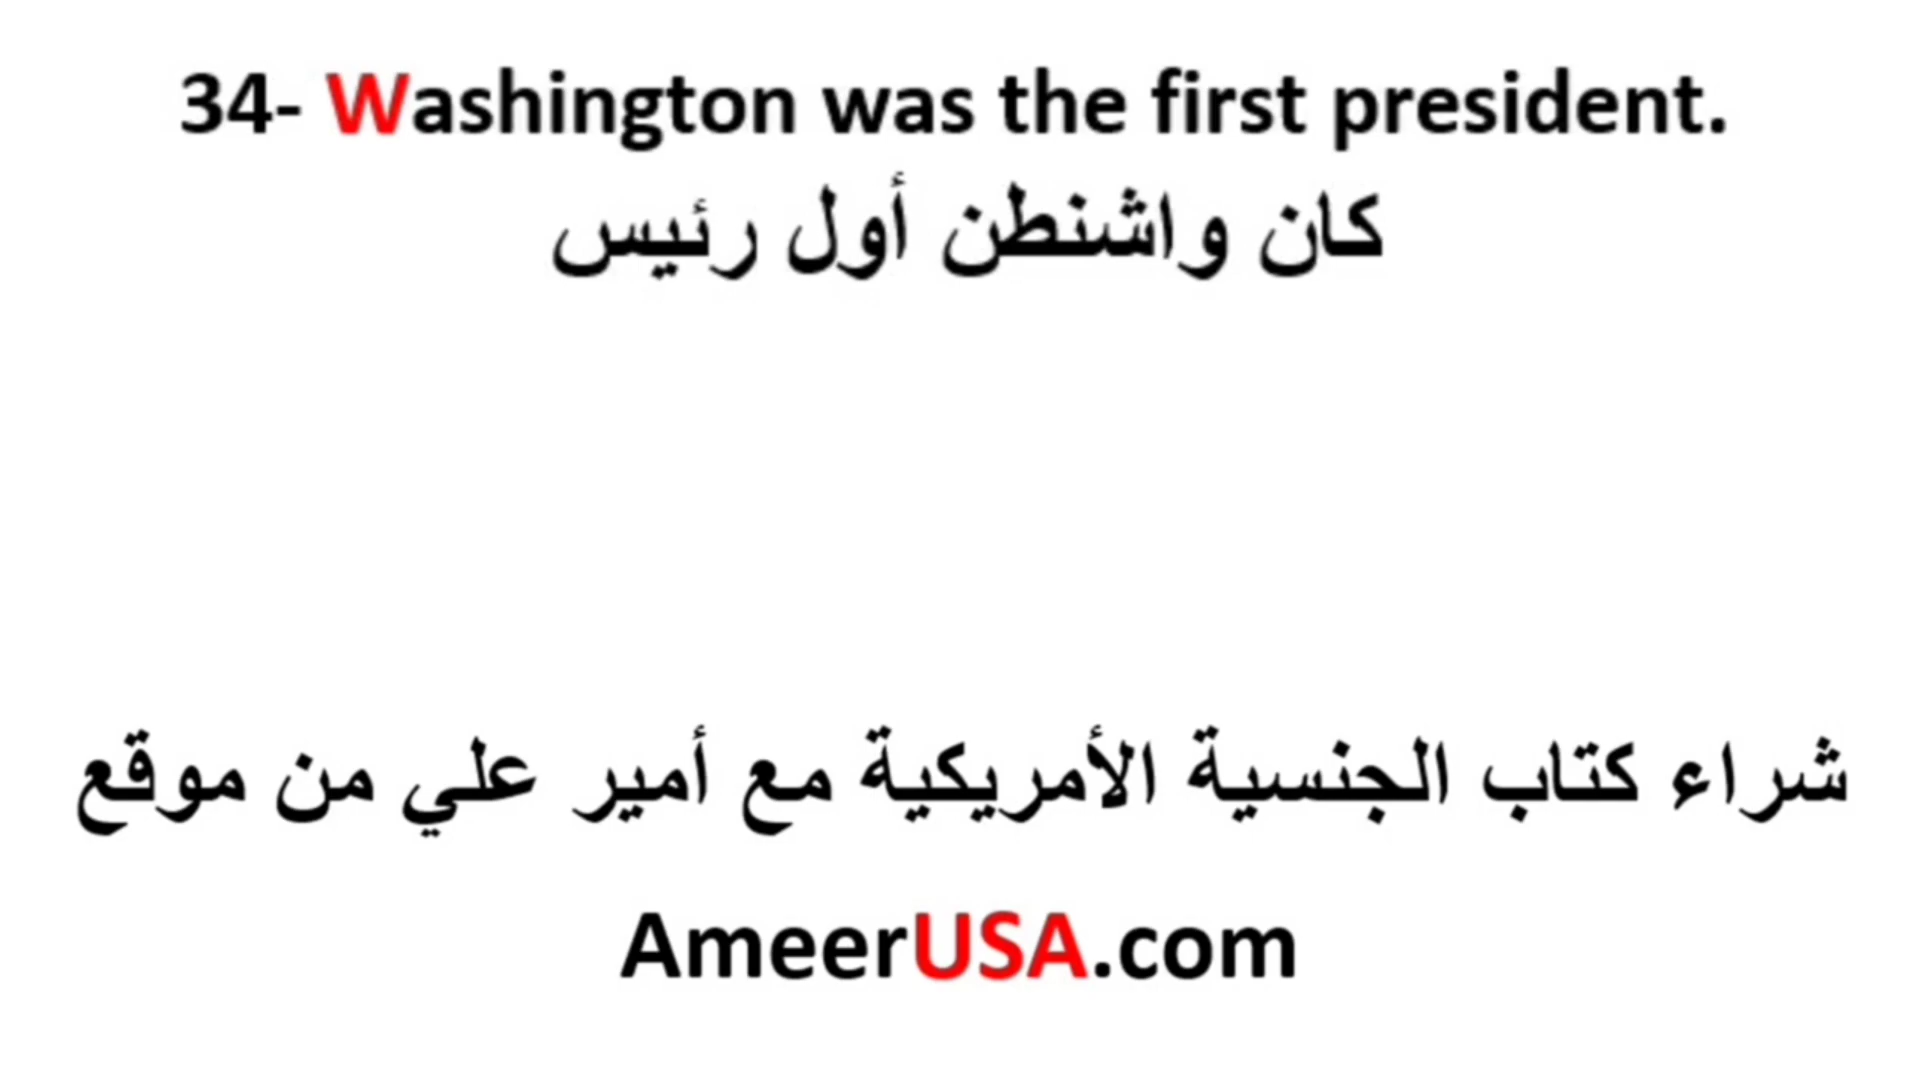 34- Washington was the first president.
كان واشنطن أول رئيس
شراء كتاب الجنسية الأمريكية مع أمير علي من موقع
AmeerUSA.com